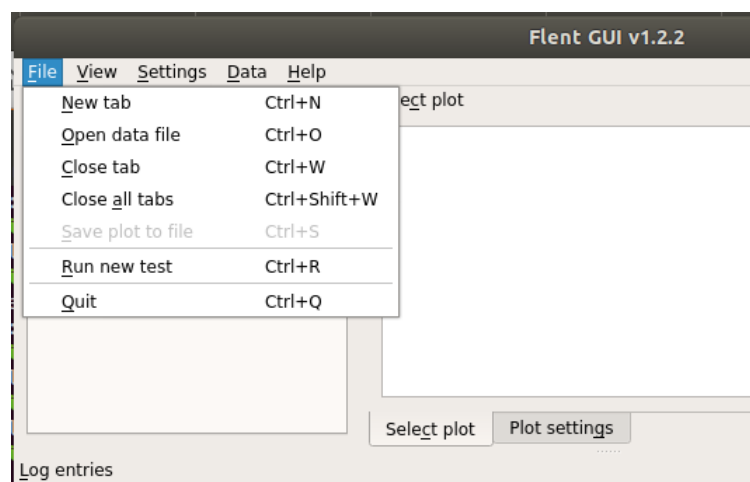 Flent GUI v1.2.2
File View Settings Data Help
New tab Ctrl+N
Open data file Ctrl+O
Close tab Ctrl+W
Close all tabs Ctrl+Shift+W
Save plot to file Ctrl+S
Run new test Ctrl+R
Quit Ctrl+Q
ect plot
Select plot Plot settings
Log entries